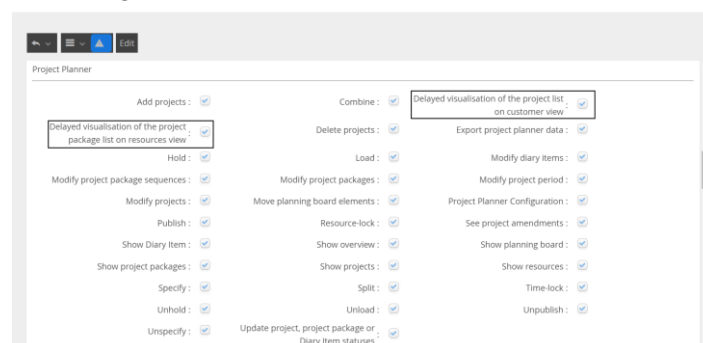 Edit
Project Planner
Add projects :
Combine :
Delayed visualisation of the project list
on customer view :
Delayed visualisation of the project
package list on resources view :
Delete projects :
Export project planner data :
Hold :
Load :
Modify diary items :
Modify project package sequences :
Modify project packages :
Modify project period :
Modify projects :
Move planning board elements :
Project Planner Configuration :
Publish :
Resource-lock :
See project amendments :
Show Diary Item :
Show overview :
Show planning board :
Show project packages :
Show projects :
Show resources :
Specify :
Split :
Time-lock :
Unhold :
Unload :
Unpublish :
Unspecify :
Update project, project package or
Diary Item statuses :